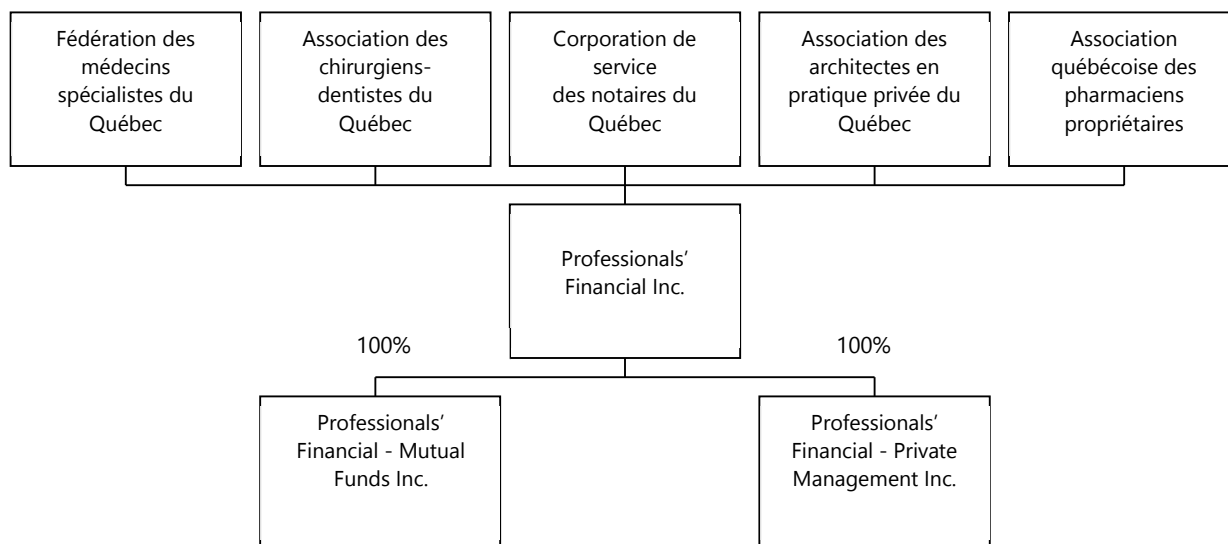 Fédération des
médecins
spécialistes du
Québec
Association des
chirurgiens-
dentistes du
Québec
Corporation de
service
des notaires du
Québec
Association des
architectes en
pratique privée du
Québec
Association
québécoise des
pharmaciens
propriétaires
Professionals’
Financial Inc.
100%
100%
Professionals’
Financial - Mutual
Funds Inc.
Professionals’
Financial - Private
Management Inc.